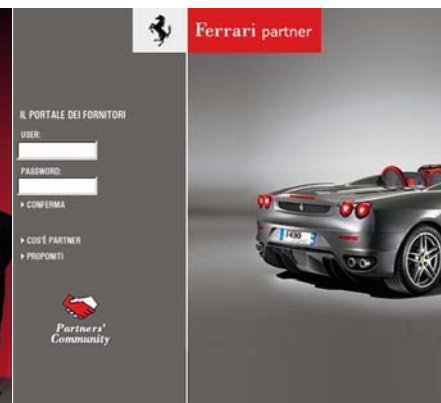 Ferrari partner
IL PORTALE DEI FORNITORI
USER:
PASSWORD:
CONFERMA
COS'È PARTNER
PROPONITI
Partners'
Community
F430